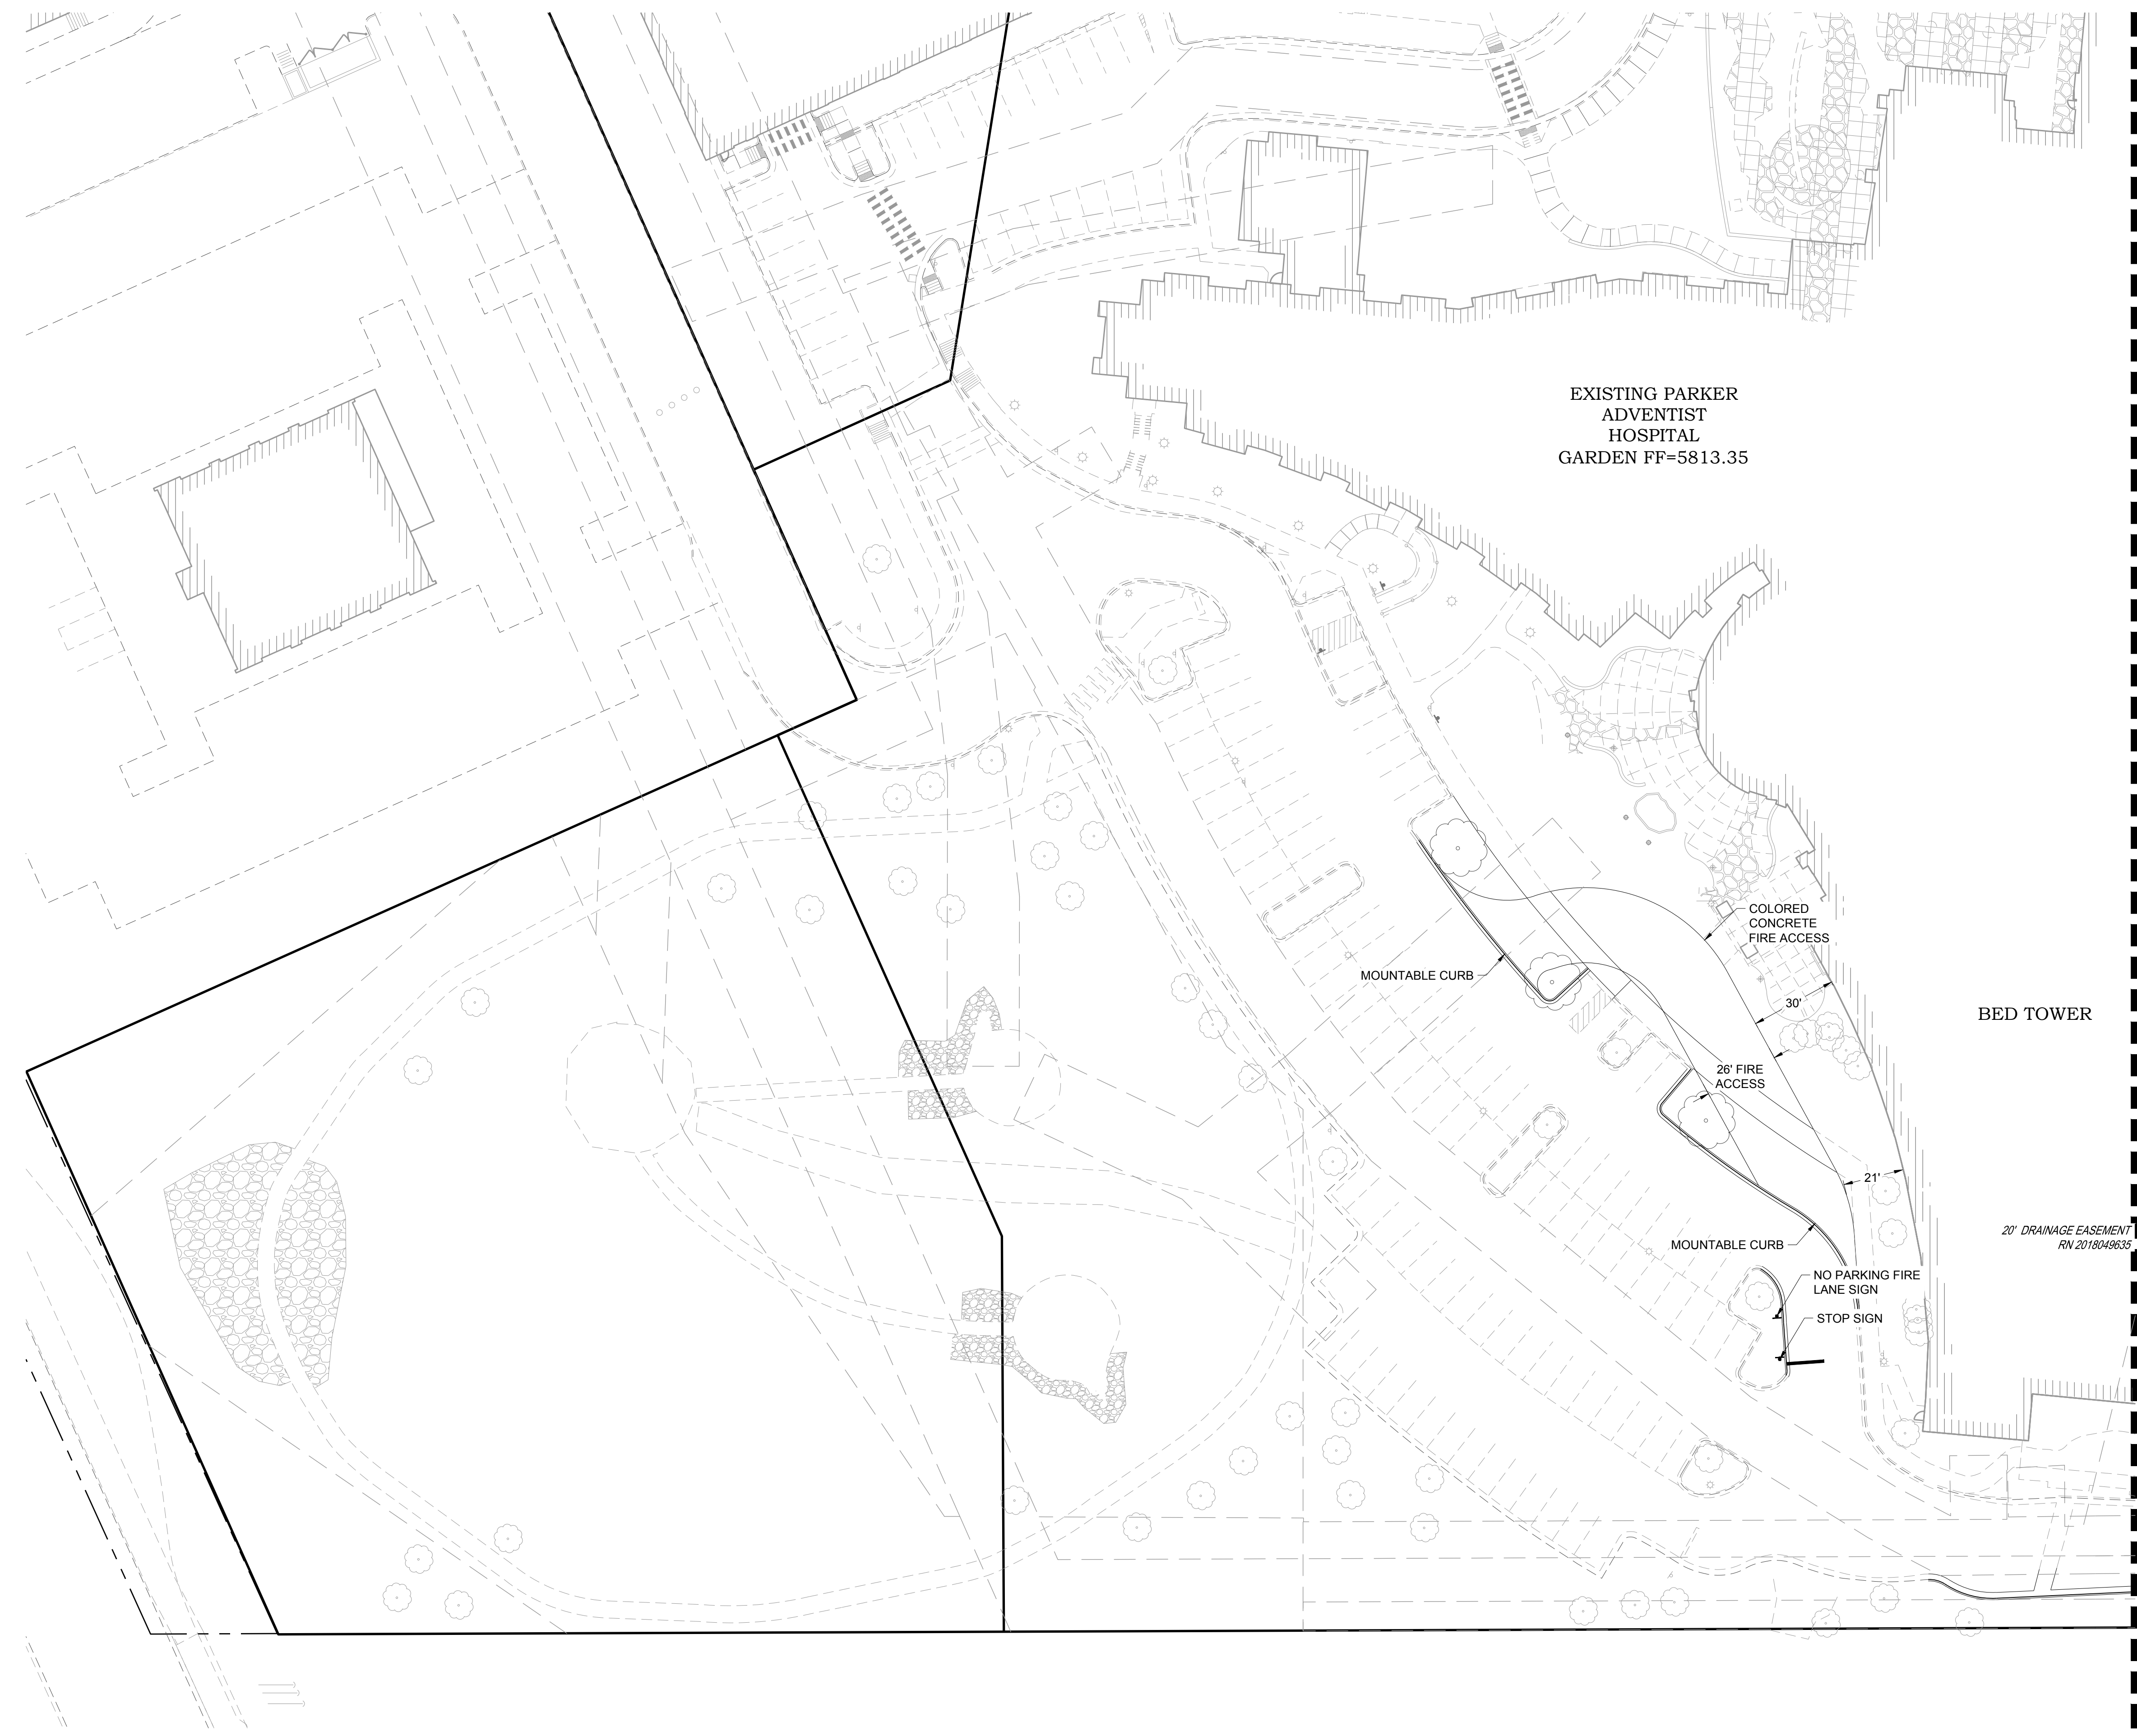 EXISTING PARKER
ADVENTIST
HOSPITAL
GARDEN FF=5813.35
COLORED
CONCRETE
FIRE ACCESS
MOUNTABLE CURB
30'
BED TOWER
26' FIRE
ACCESS
21'
20' DRAINAGE EASEMENT
RN 2018049635
MOUNTABLE CURB
NO PARKING FIRE
LANE SIGN
STOP SIGN